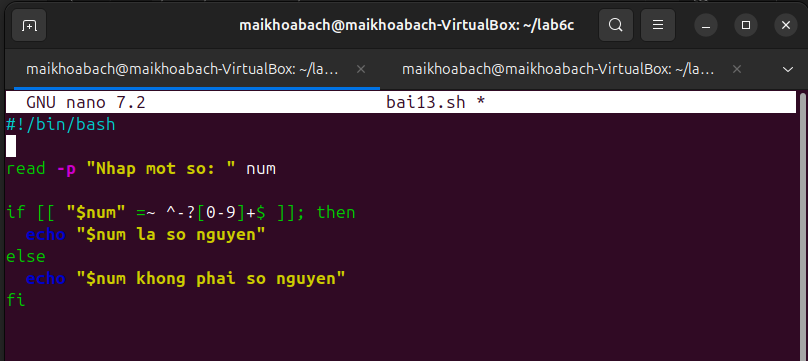 maikhoabach@maikhoabach-VirtualBox: ~/lab6c
maikhoabach@maikhoabach-VirtualBox: ~/la... maikhoabach@maikhoabach-VirtualBox: ~/la...
GNU nano 7.2 bai13.sh *
#!/bin/bash
read -p "Nhap mot so: " num
if [[ "$num" =~ ^-?[0-9]+$ ]]; then
echo "$num la so nguyen"
else
echo "$num khong phai so nguyen"
fi